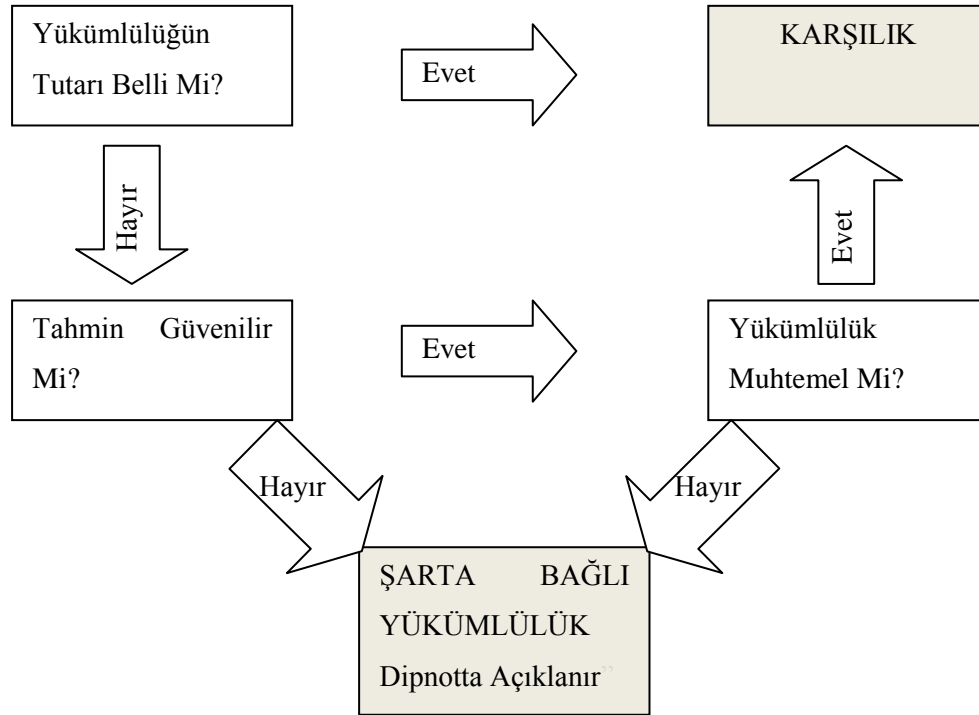 Yükümlülüğün
Tutarı Belli Mi?
Evet
KARŞILIK
Hayır
Evet
Tahmin Güvenilir
Mi?
Evet
Yükümlülük
Muhtemel Mi?
Hayır
Hayır
ŞARTA BAĞLI
YÜKÜMLÜLÜK
Dipnotta Açıklanır”